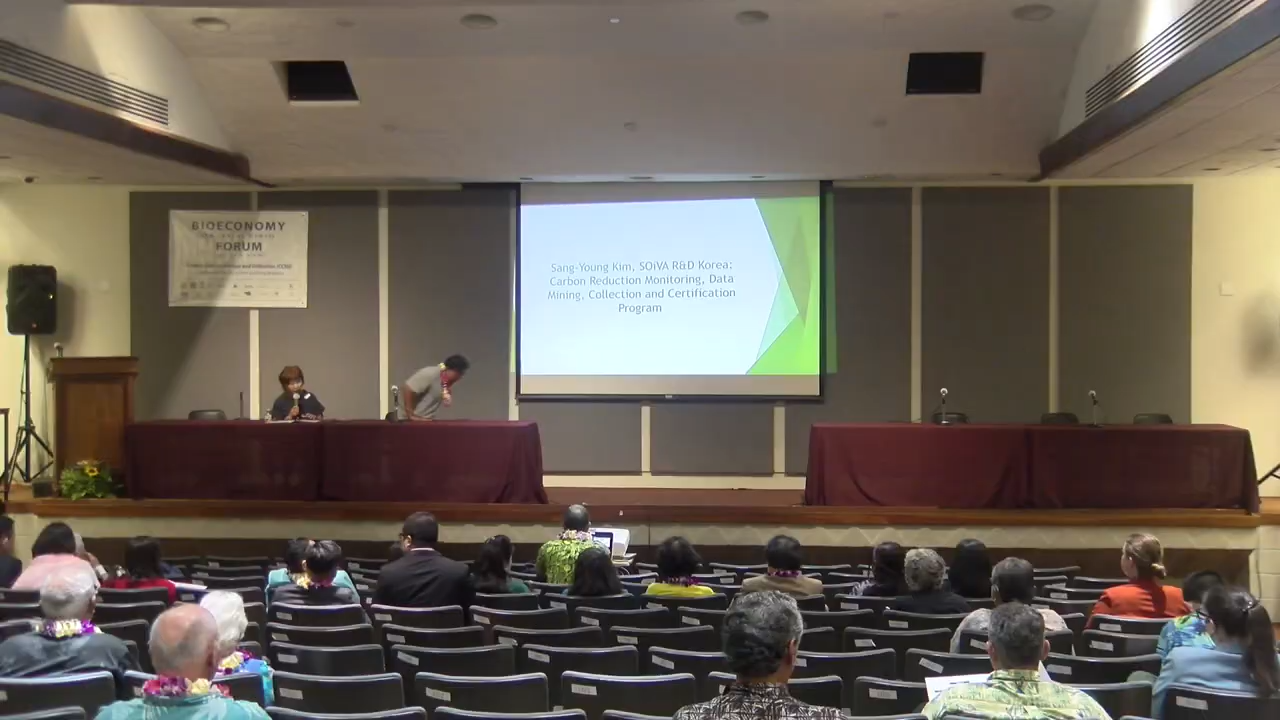 BIOECONOMY
FORUM
Sang-Young Kim, SOiVA R&D Korea:
Carbon Reduction Monitoring, Data
Mining, Collection and Certification
Program